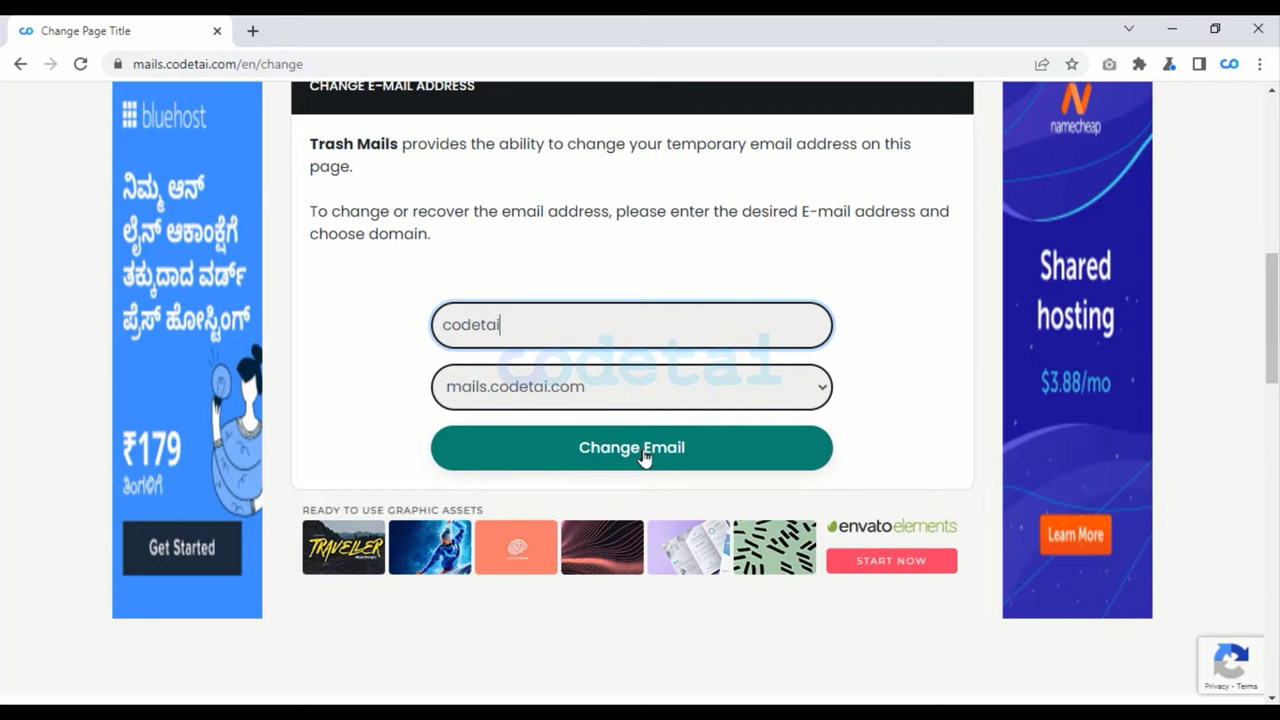 Change Page Title
mails.codetai.com/en/change
bluehost
ನಿಮ್ಮ ಆನ್
ಲೈನ್ ಆಕಾಂಕ್ಷೆಗೆ
ತಕ್ಕುದಾದ ವರ್ಡ್
ಪ್ರೆಸ್ ಹೋಸ್ಟಿಂಗ್
₹179
ತಿಂಗಳಿಗೆ
Get Started
CHANGE E-MAIL ADDRESS
Trash Mails provides the ability to change your temporary email address on this
page.
To change or recover the email address, please enter the desired E-mail address and
choose domain.
codetai
codetai
mails.codetai.com
Change Email
READY TO USE GRAPHIC ASSETS
TRAVELLER
envatoelements
START NOW
namecheap
Shared
hosting
$3.88/mo
Learn More
Privacy - Terms